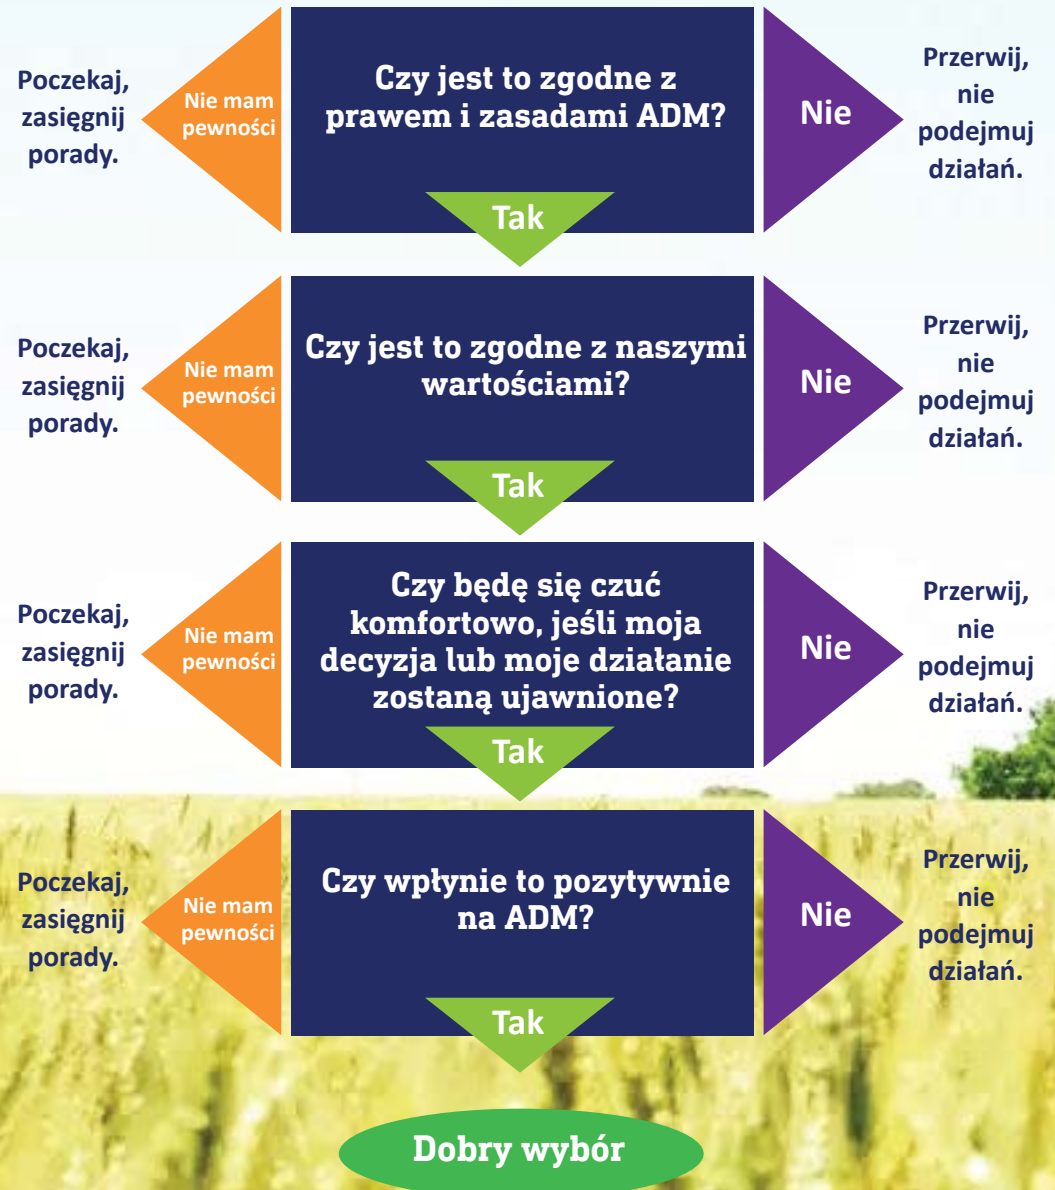 Poczekaj,
zasięgnij
porady.
Nie mam
pewności
Czy jest to zgodne z
prawem i zasadami ADM?
Tak
Nie
Przerwij,
nie
podejmuj
działań.
Poczekaj,
zasięgnij
porady.
Nie mam
pewności
Czy jest to zgodne z naszymi
wartościami?
Tak
Nie
Przerwij,
nie
podejmuj
działań.
Poczekaj,
zasięgnij
porady.
Nie mam
pewności
Czy będę się czuć
komfortowo, jeśli moja
decyzja lub moje działanie
zostaną ujawnione?
Tak
Nie
Przerwij,
nie
podejmuj
działań.
Poczekaj,
zasięgnij
porady.
Nie mam
pewności
Czy wpłynie to pozytywnie
na ADM?
Tak
Nie
Przerwij,
nie
podejmuj
działań.
Dobry wybór